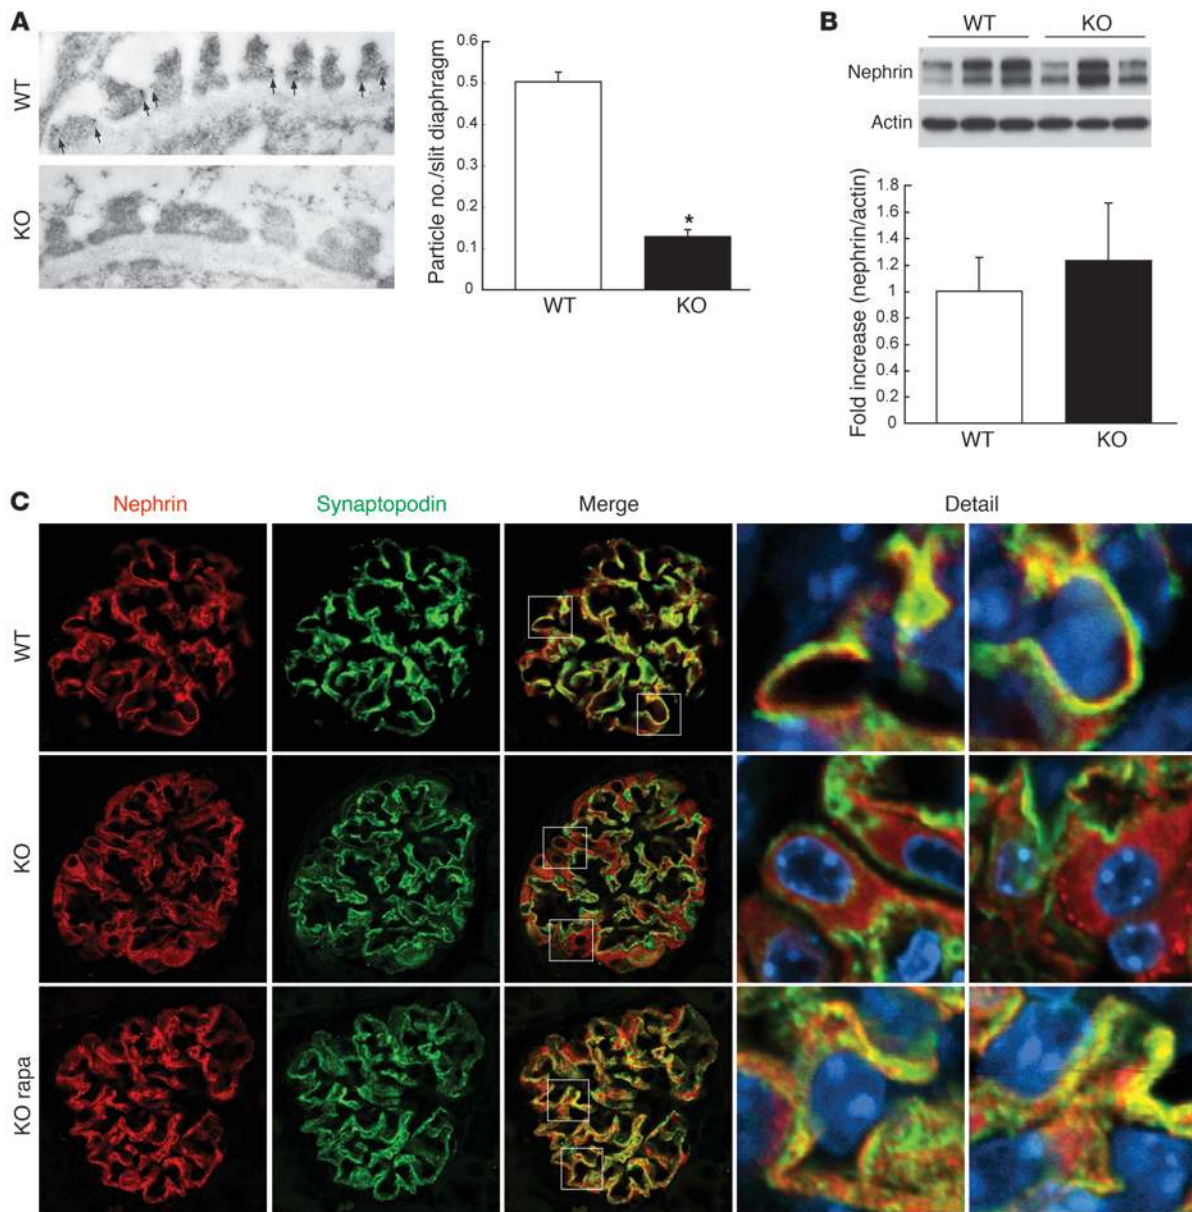 A
WT
KO
Particle no./slit diaphragm
0.6
0.5
0.4
0.3
0.2
0.1
0
*
WT
KO
B
WT
KO
Nephrin
Actin
Fold increase (nephrin/actin)
1.8
1.6
1.4
1.2
1
0.8
0.6
0.4
0.2
0
WT
KO
C
Nephrin
Synaptopodin
Merge
Detail
WT
KO
KO rapa